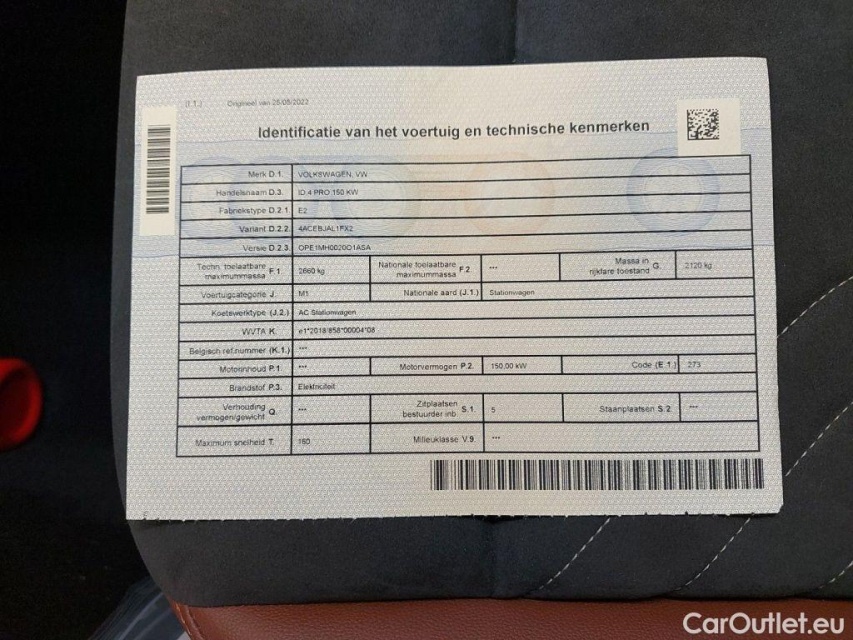 (I.1.) Origineel van 25/05/2022
Identificatie van het voertuig en technische kenmerken
Merk D.1. VOLKSWAGEN, VW
Handelsnaam D.3. ID.4 PRO 150 KW
Fabriekstype D.2.1. E2
Variant D.2.2. 4ACEBJAL1FX2
Versie D.2.3. OPE1MH0020O1ASA
Techn. toelaatbare maximummassa F.1. 2660 kg Nationale toelaatbare maximummassa F.2. --- Massa in rijklare toestand G. 2120 kg
Voertuigcategorie J. M1 Nationale aard (J.1.) Stationwagen
Koetswerktype (J.2.) AC Stationwagen
WVTA K. e1*2018/858*00004*08
Belgisch ref.nummer (K.1.) ---
Motorinhoud P.1. --- Motorvermogen P.2. 150,00 kW Code (E.1.) 273
Brandstof P.3. Elektriciteit
Verhouding vermogen/gewicht Q. --- Zitplaatsen bestuurder inb. S.1. 5 Staanplaatsen S.2. ---
Maximum snelheid T. 160 Milieuklasse V.9. ---
CarOutlet.eu